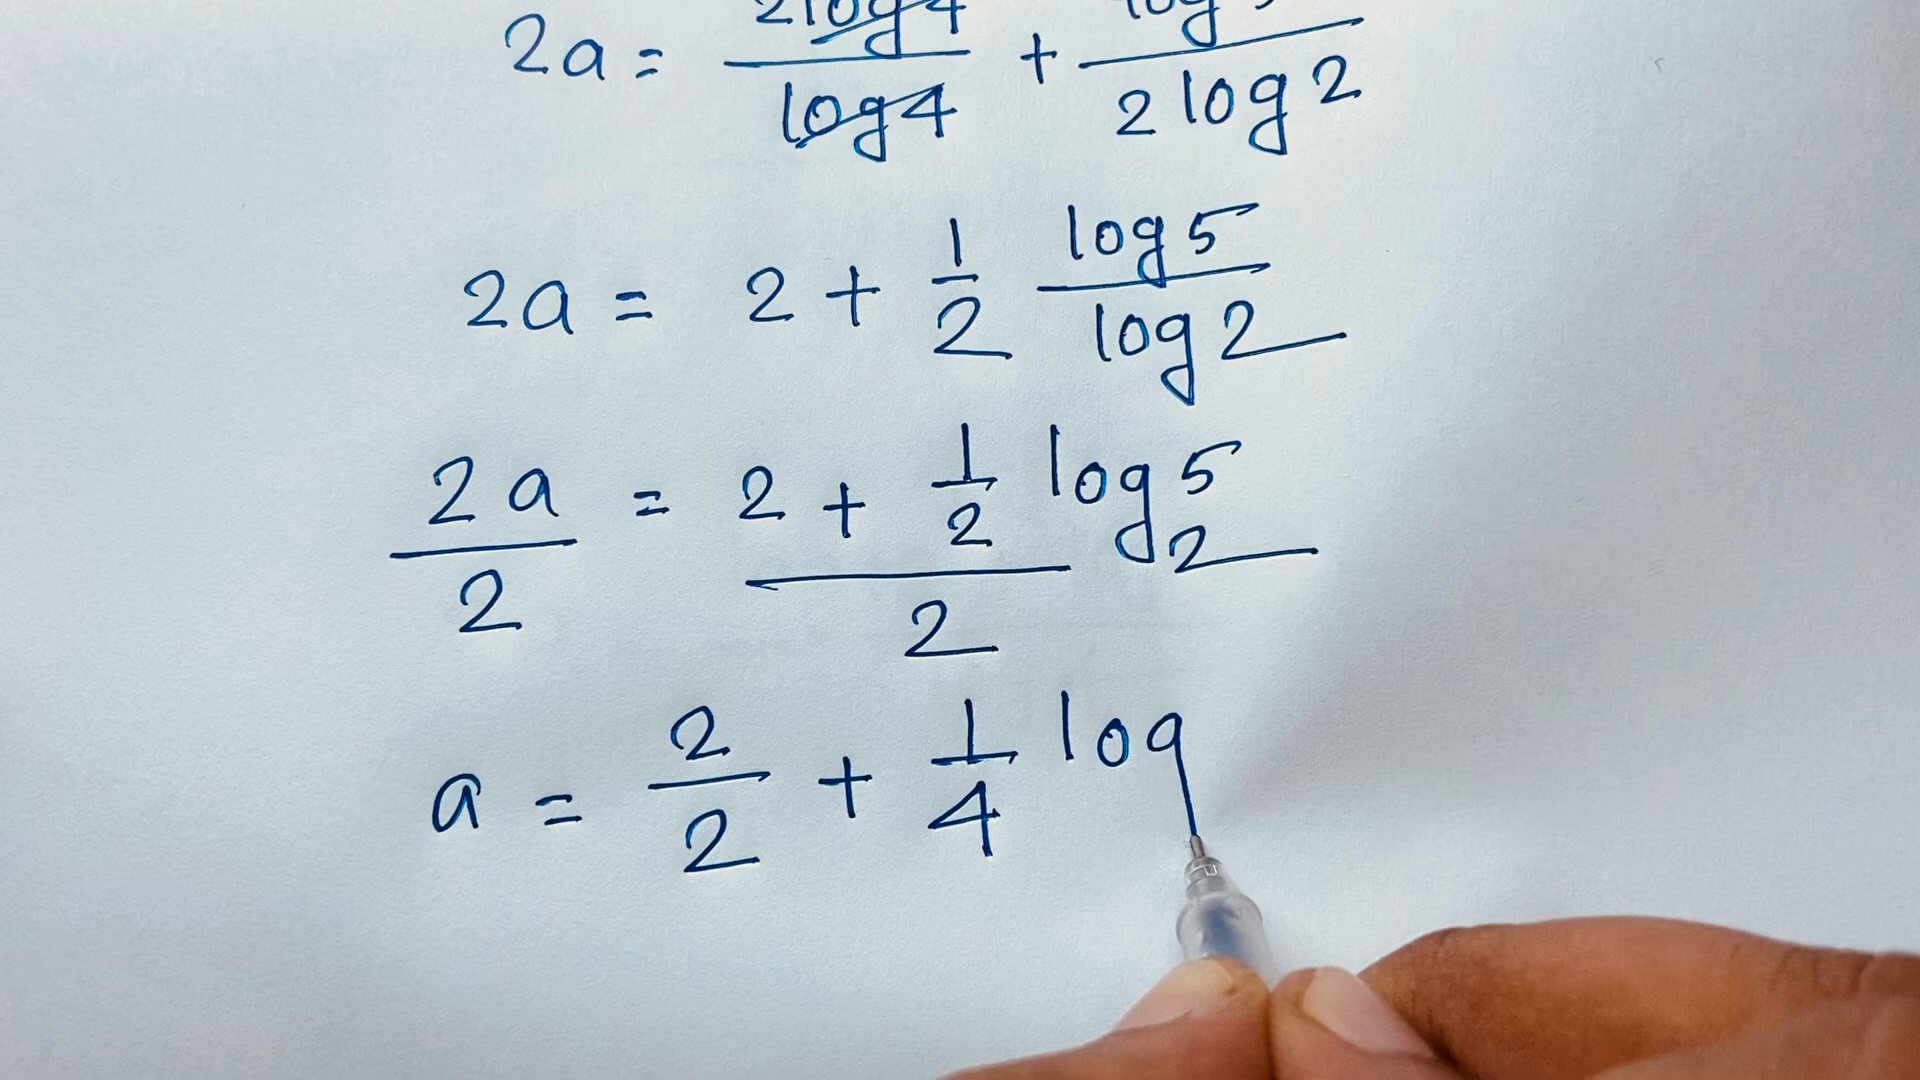 2a = 2log4/log4 + log5/2log2
2a = 2 + 1/2 log5/log2
2a/2 = (2 + 1/2 log₂5)/2
a = 2/2 + 1/4 log